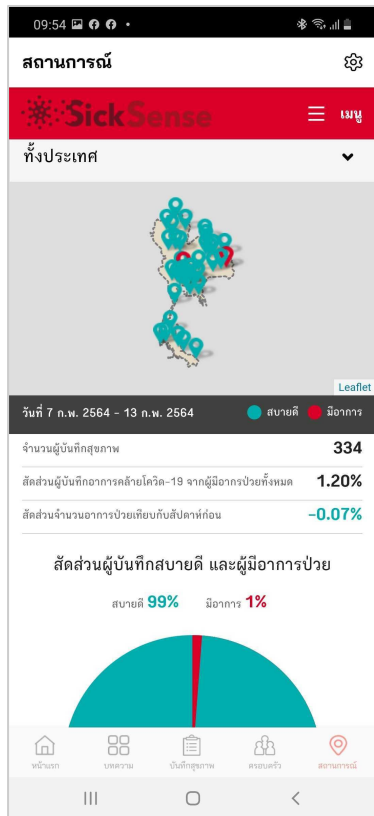 09:54
สถานการณ์
SickSense
เมนู
ทั้งประเทศ
Leaflet
วันที่ 7 ก.พ. 2564 - 13 ก.พ. 2564 สบายดี มีอาการ
จำนวนผู้บันทึกสุขภาพ 334
สัดส่วนผู้บันทึกอาการคล้ายโควิด-19 จากผู้มีอาการป่วยทั้งหมด 1.20%
สัดส่วนจำนวนอาการป่วยเทียบกับสัปดาห์ก่อน -0.07%
สัดส่วนผู้บันทึกสบายดี และผู้มีอาการป่วย
สบายดี 99% มีอาการ 1%
หน้าแรก บทความ บันทึกสุขภาพ ครอบครัว สถานการณ์